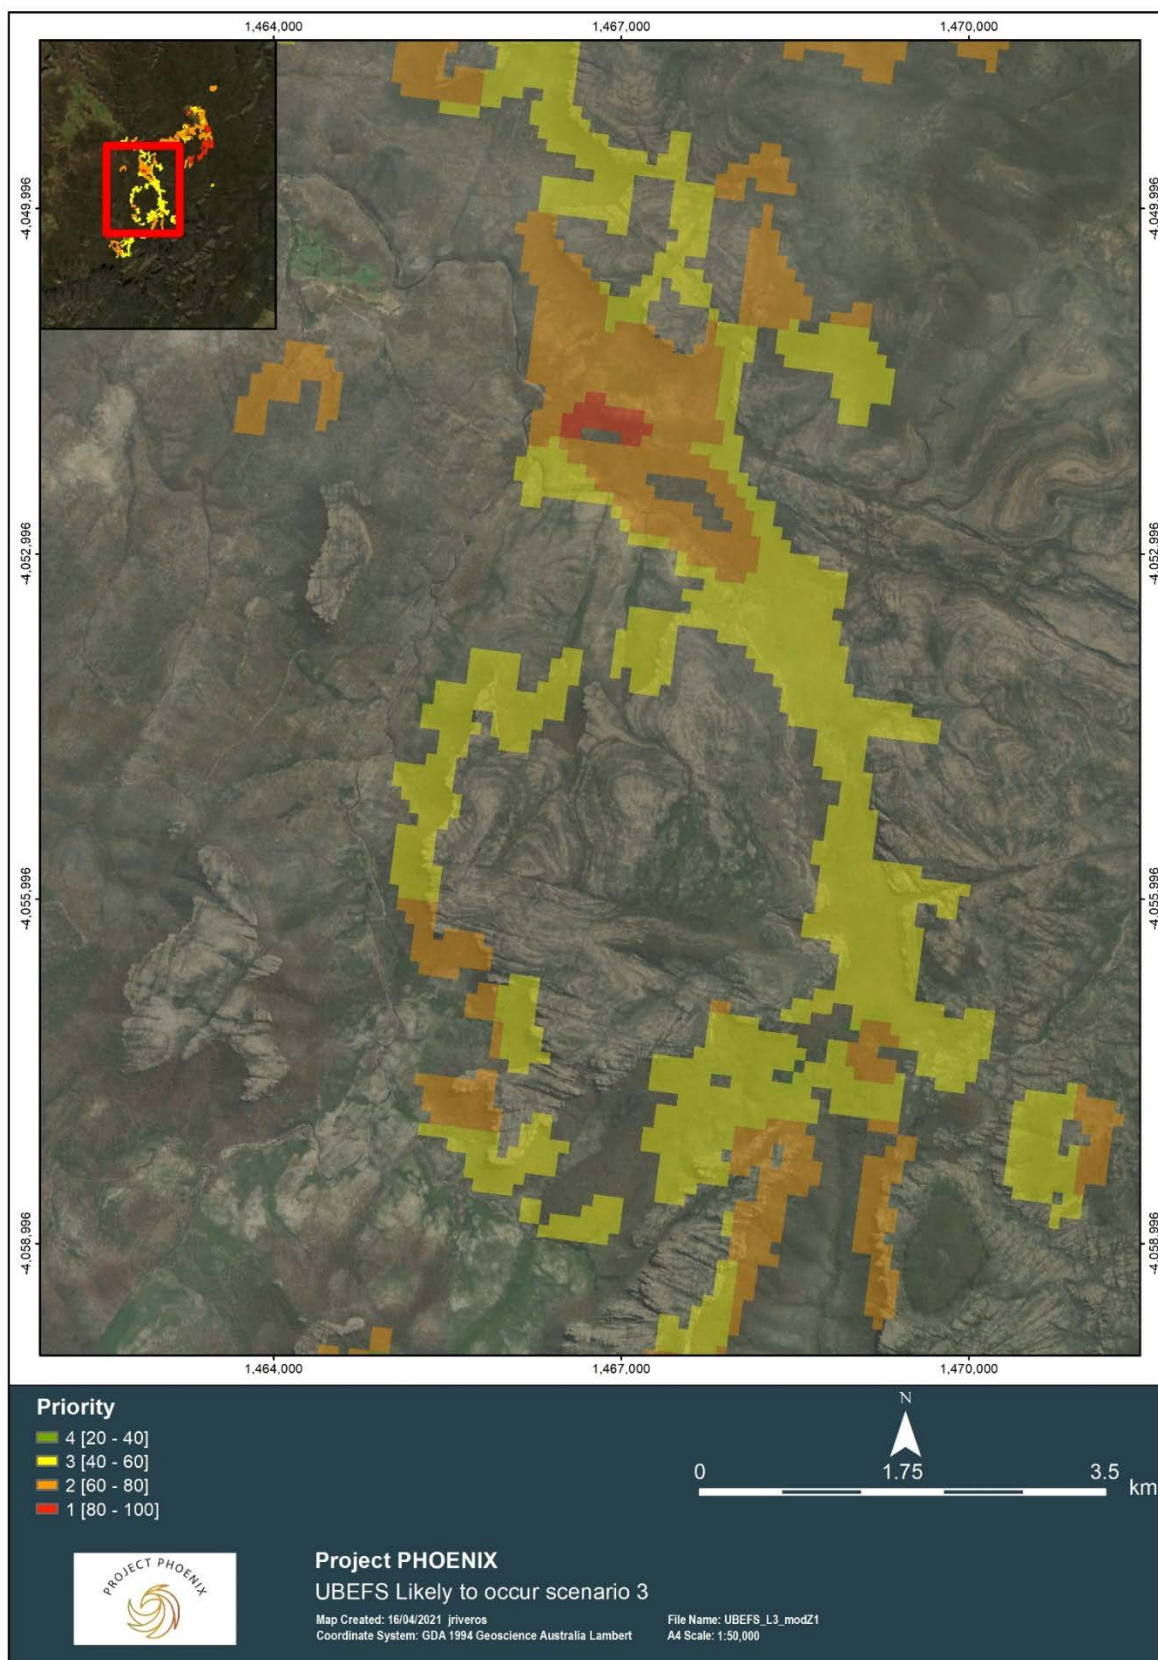 1,464,000 1,467,000 1,470,000
-4,049,996 -4,049,996
-4,052,996 -4,052,996
-4,055,996 -4,055,996
-4,058,996 -4,058,996
1,464,000 1,467,000 1,470,000
Priority
4 [20 - 40]
3 [40 - 60]
2 [60 - 80]
1 [80 - 100]
N
0 1.75 3.5
km
PROJECT PHOENIX
Project PHOENIX
UBEFS Likely to occur scenario 3
Map Created: 16/04/2021 jriveros File Name: UBEFS_L3_modZ1
Coordinate System: GDA 1994 Geoscience Australia Lambert A4 Scale: 1:50,000